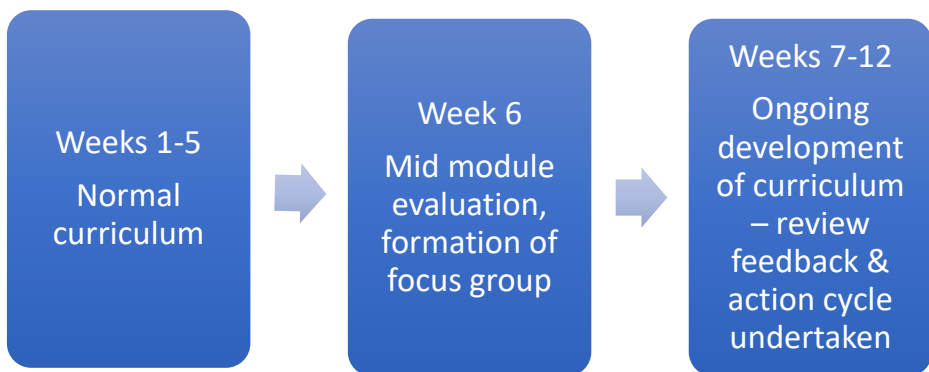 Weeks 1-5
Normal
curriculum
Week 6
Mid module
evaluation,
formation of
focus group
Weeks 7-12
Ongoing
development
of curriculum
– review
feedback &
action cycle
undertaken